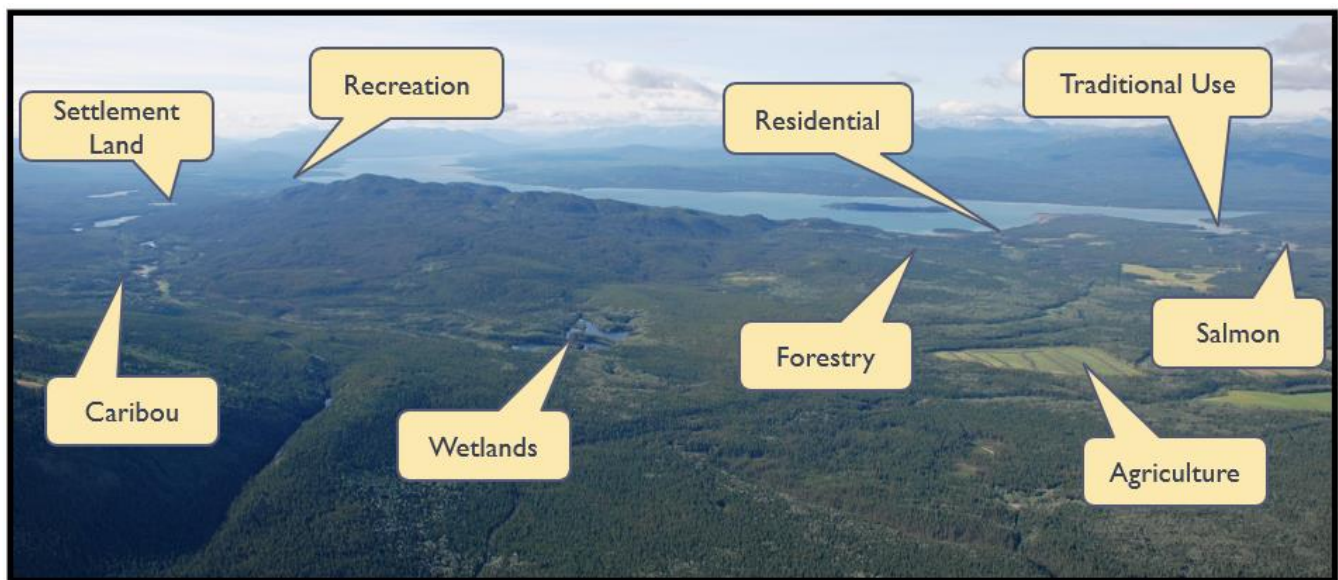 Settlement
Land
Recreation
Residential
Traditional Use
Caribou
Wetlands
Forestry
Salmon
Agriculture